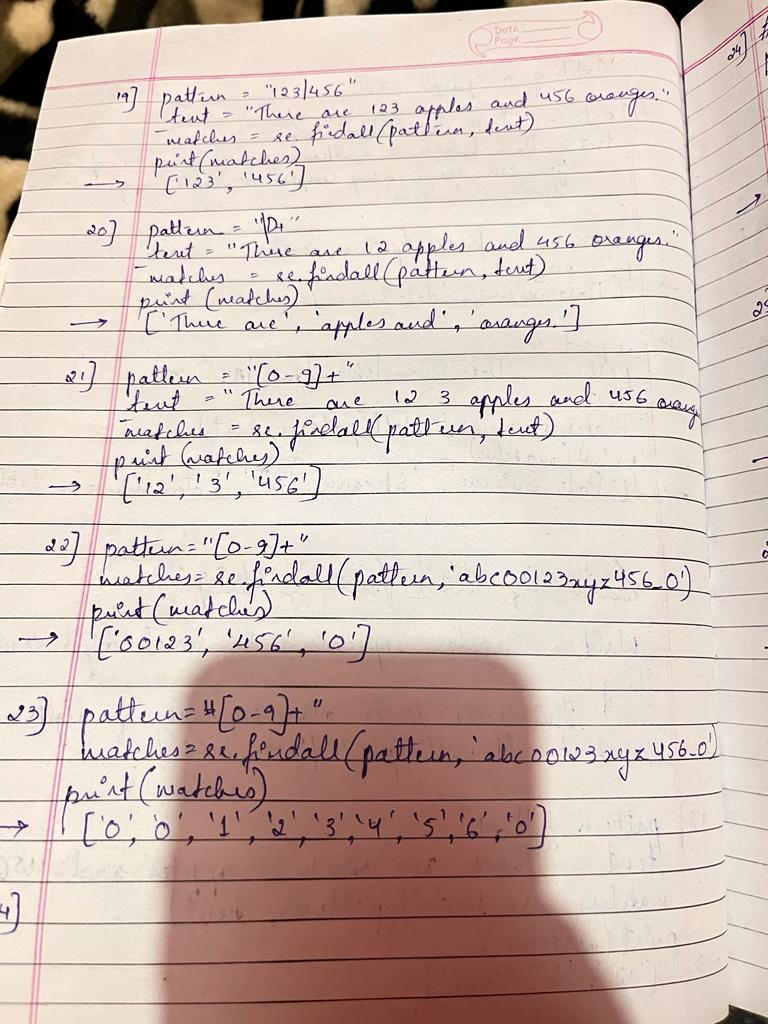 Date
Page
19] pattern = "123|456"
text = "There are 123 apples and 456 oranges."
matches = re.findall(pattern, text)
print(matches)
→ ['123', '456']
20] pattern = "\D+"
text = "There are 12 apples and 456 oranges."
matches = re.findall(pattern, text)
print (matches)
→ ['There are', 'apples and', 'oranges.']
21] pattern = "[0-9]+"
text = "There are 12 3 apples and 456 orang
matches = re.findall(pattern, text)
print (matches)
→ ['12', '3', '456']
22] pattern = "[0-9]+"
matches = re.findall(pattern, 'abc00123xyz456_0')
print (matches)
→ ['00123', '456', '0']
23] pattern = "[0-9]+"
matches = re.findall(pattern, 'abc00123xyz456_0')
print (matches)
→ ['0', '0', '1', '2', '3', '4', '5', '6', '0']
4]
24]